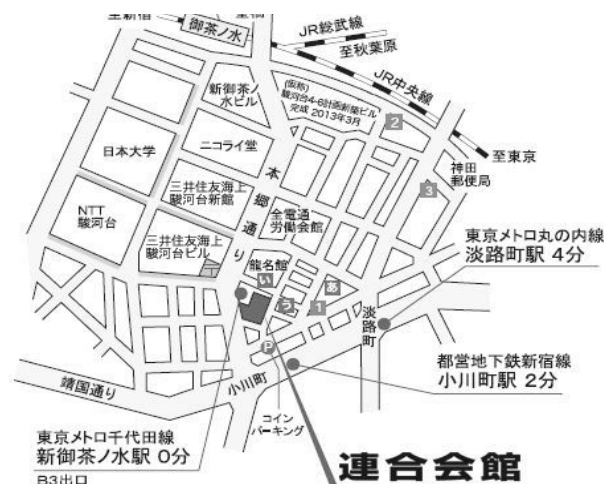 至新宿
御茶ノ水
JR総武線
至秋葉原
JR中央線
新御茶ノ
水ビル
(仮称)
駿河台4-6計画新築ビル
完成 2013年3月
2
至東京
日本大学
ニコライ堂
本郷通り
神田
郵便局
3
三井住友海上
駿河台新館
全電通
労働会館
NTT
駿河台
三井住友海上
駿河台ビル
龍名館
い
う
あ
1
東京メトロ丸の内線
淡路町駅 4分
淡路町
P
都営地下鉄新宿線
小川町駅 2分
靖国通り
小川町
コイン
パーキング
東京メトロ千代田線
新御茶ノ水駅 0分
B3出口
連合会館